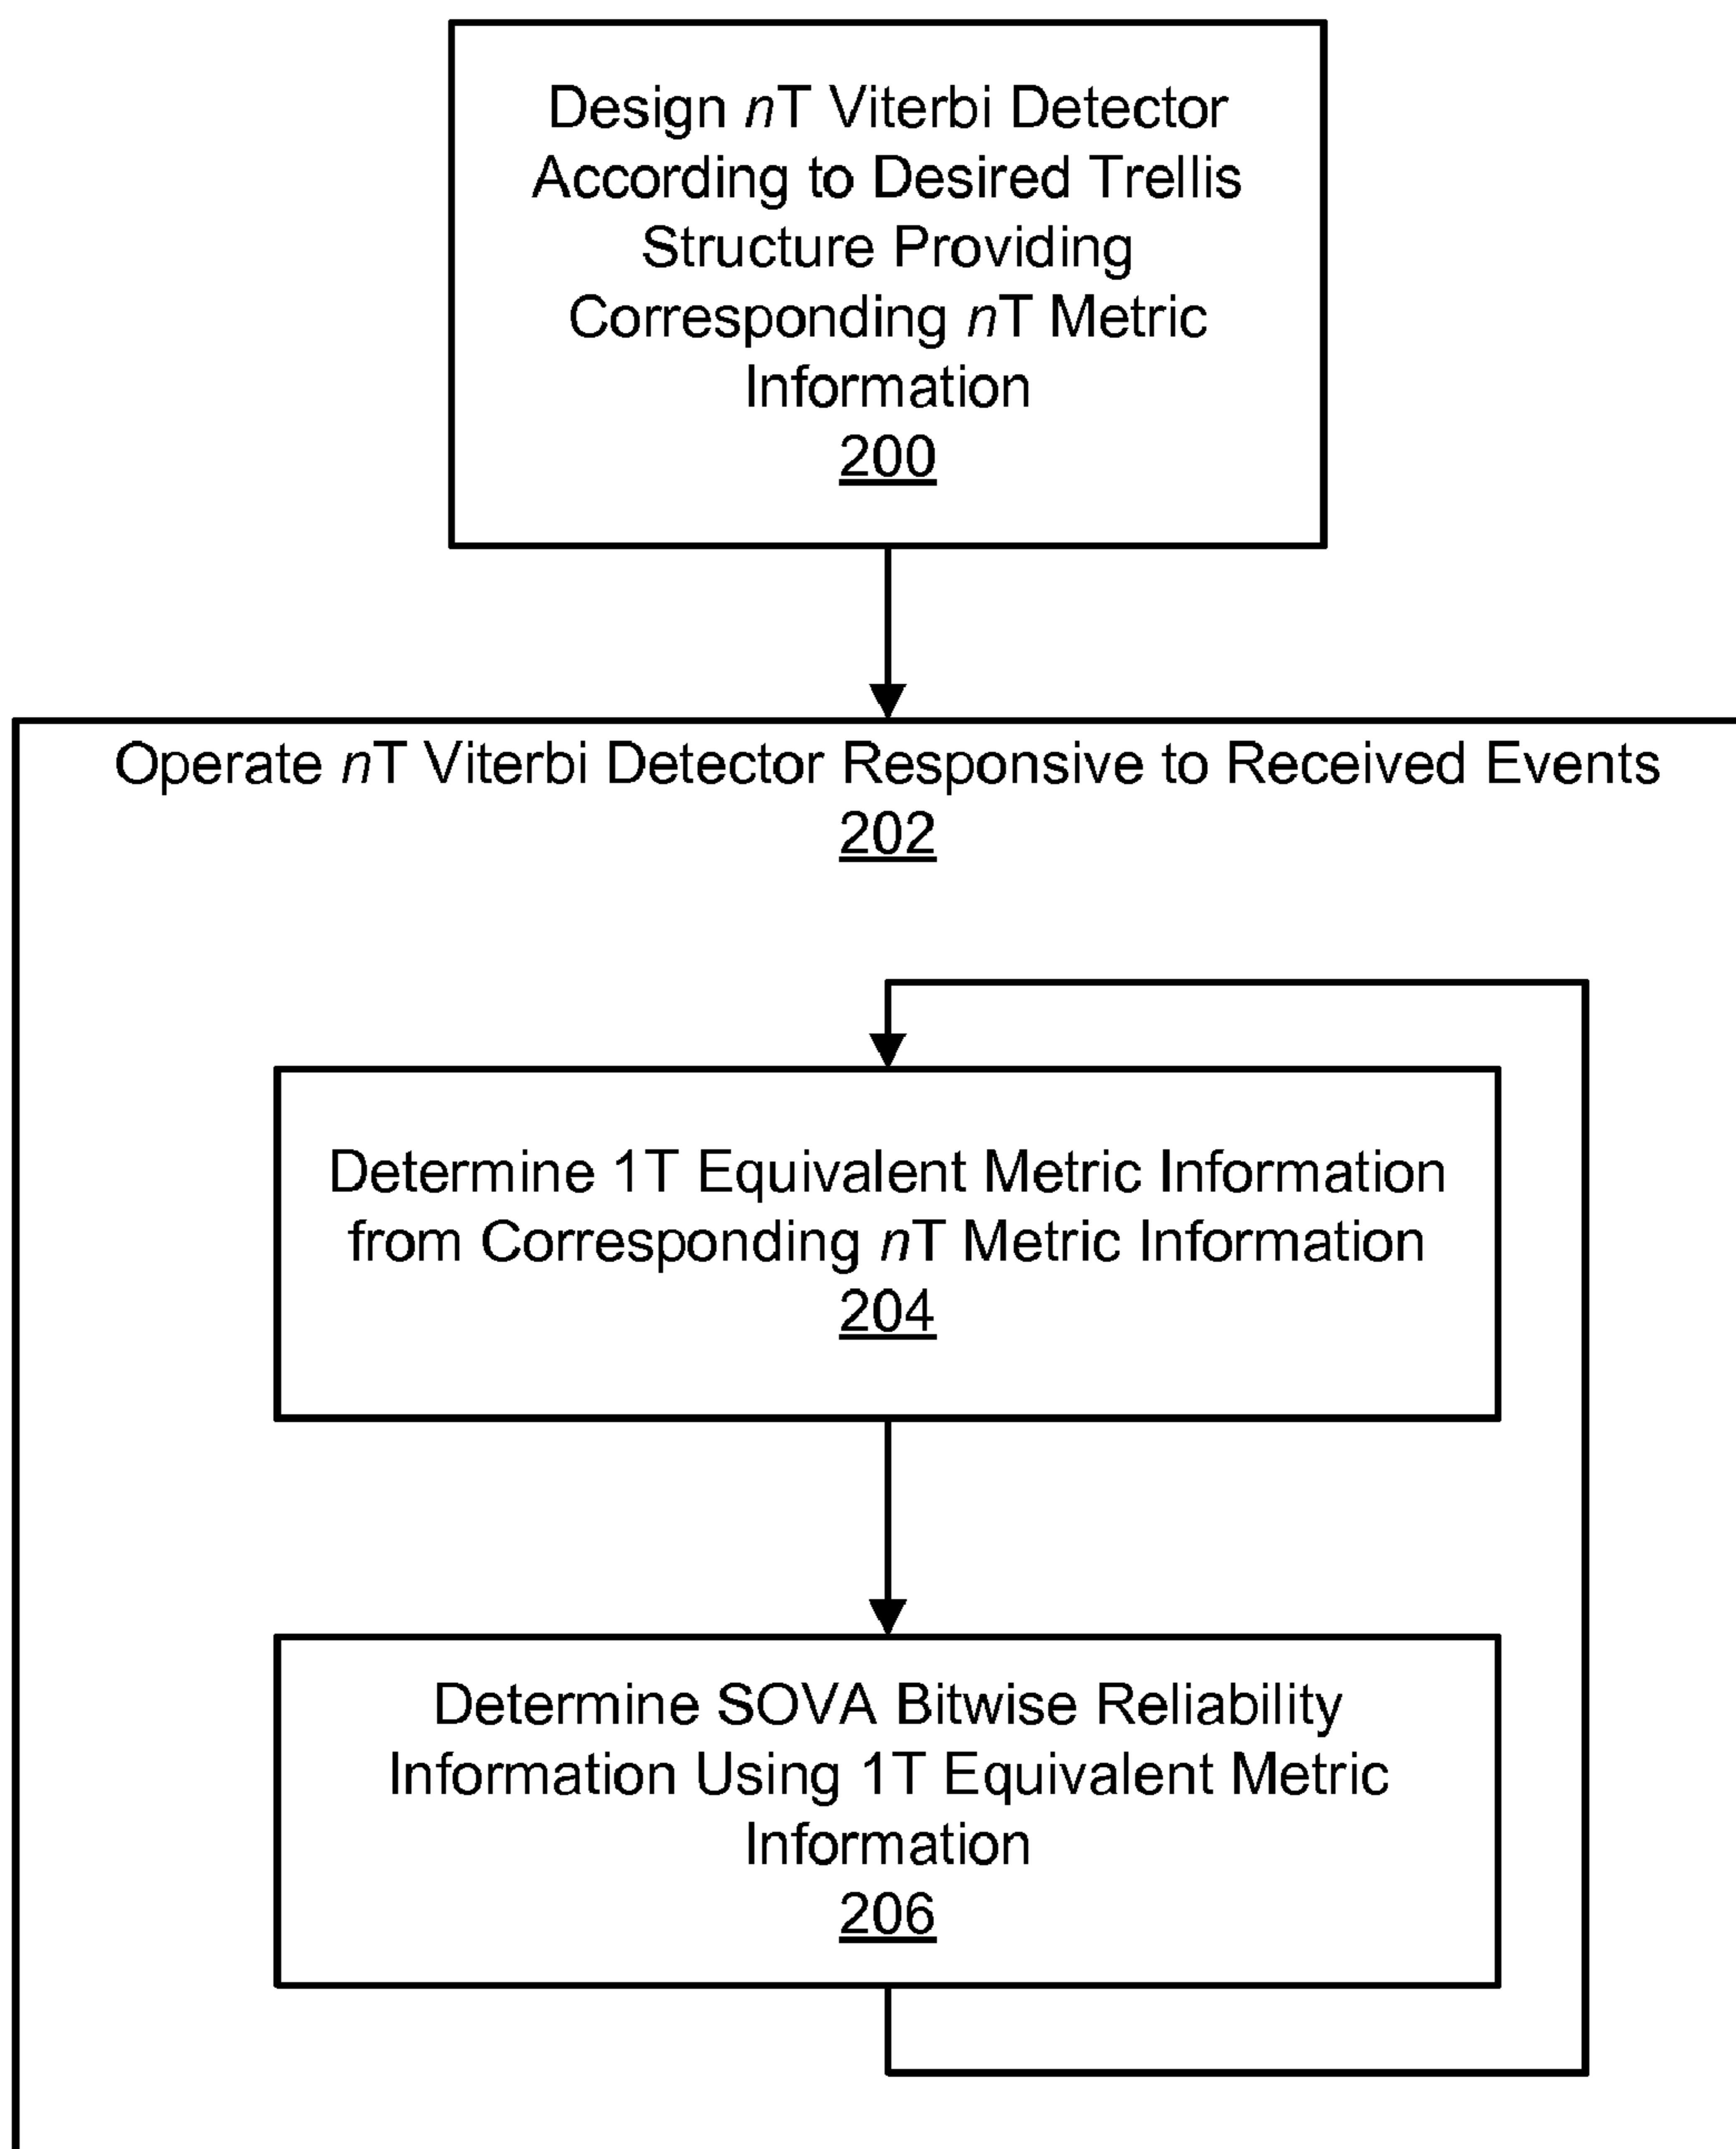 Design nT Viterbi Detector
According to Desired Trellis
Structure Providing
Corresponding nT Metric
Information
200
Operate nT Viterbi Detector Responsive to Received Events
202
Determine 1T Equivalent Metric Information
from Corresponding nT Metric Information
204
Determine SOVA Bitwise Reliability
Information Using 1T Equivalent Metric
Information
206